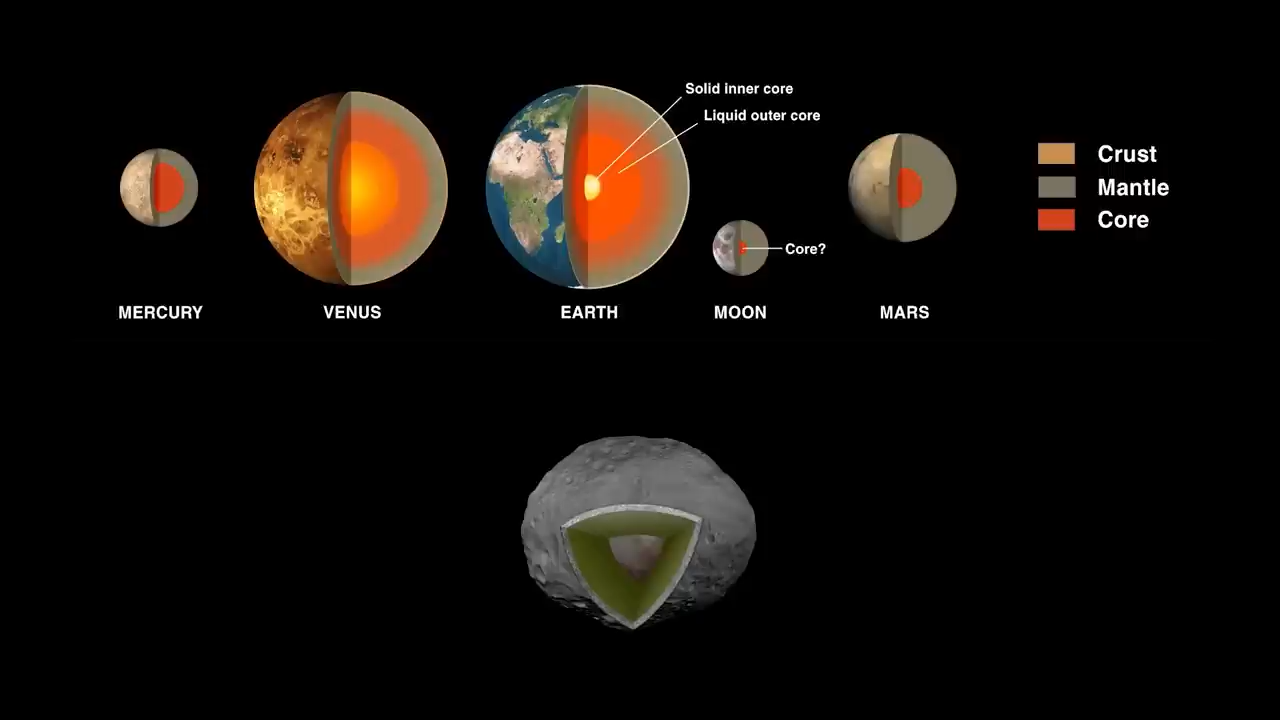 Solid inner core
Liquid outer core
Core?
MERCURY
VENUS
EARTH
MOON
MARS
Crust
Mantle
Core